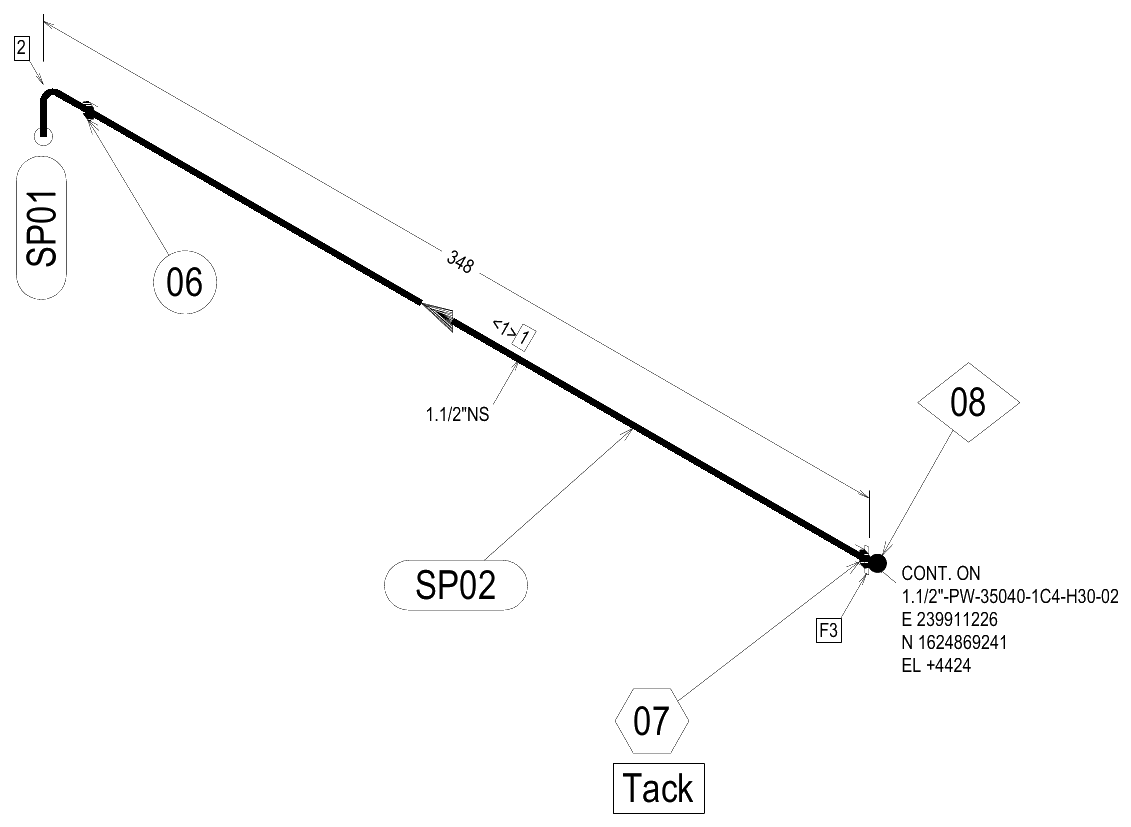 2
SP01
06
348
<1>1
1.1/2"NS
08
SP02
CONT. ON
1.1/2"-PW-35040-1C4-H30-02
E 239911226
N 1624869241
EL +4424
F3
07
Tack